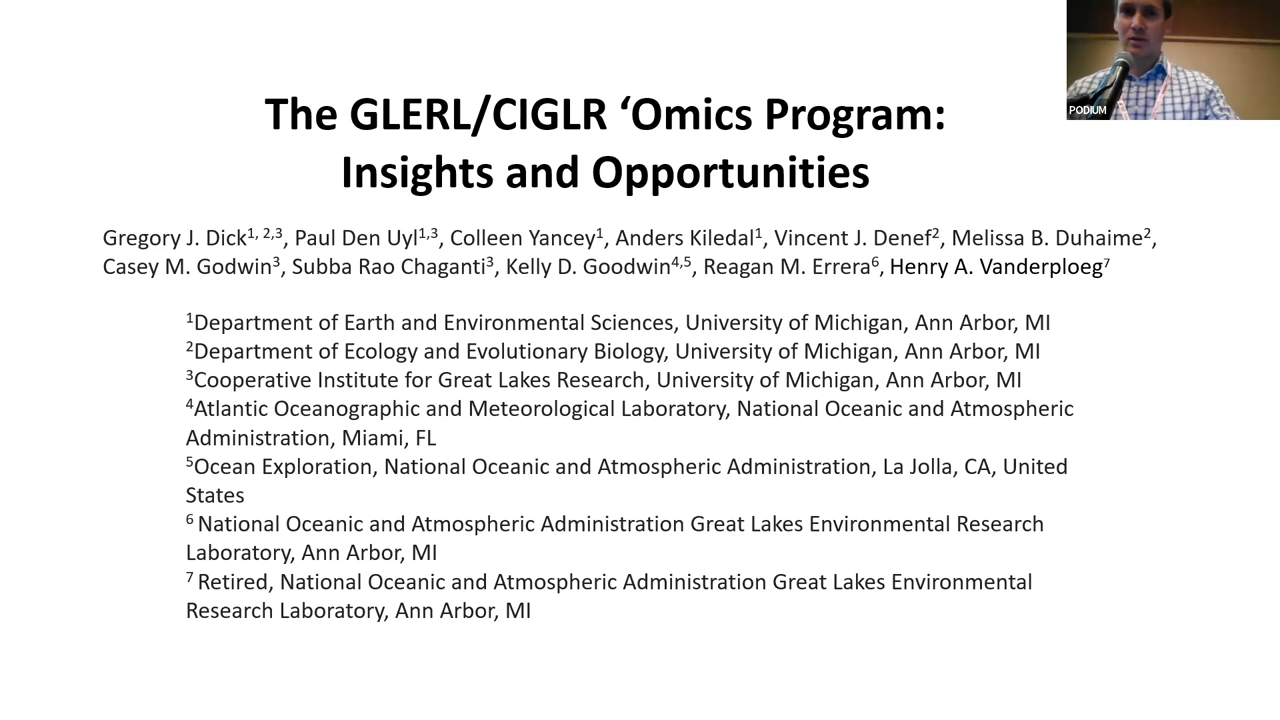 PODIUM
The GLERL/CIGLR ‘Omics Program:
Insights and Opportunities
Gregory J. Dick1, 2,3, Paul Den Uyl1,3, Colleen Yancey1, Anders Kiledal1, Vincent J. Denef2, Melissa B. Duhaime2,
Casey M. Godwin3, Subba Rao Chaganti3, Kelly D. Goodwin4,5, Reagan M. Errera6, Henry A. Vanderploeg7
1Department of Earth and Environmental Sciences, University of Michigan, Ann Arbor, MI
2Department of Ecology and Evolutionary Biology, University of Michigan, Ann Arbor, MI
3Cooperative Institute for Great Lakes Research, University of Michigan, Ann Arbor, MI
4Atlantic Oceanographic and Meteorological Laboratory, National Oceanic and Atmospheric
Administration, Miami, FL
5Ocean Exploration, National Oceanic and Atmospheric Administration, La Jolla, CA, United
States
6 National Oceanic and Atmospheric Administration Great Lakes Environmental Research
Laboratory, Ann Arbor, MI
7 Retired, National Oceanic and Atmospheric Administration Great Lakes Environmental
Research Laboratory, Ann Arbor, MI